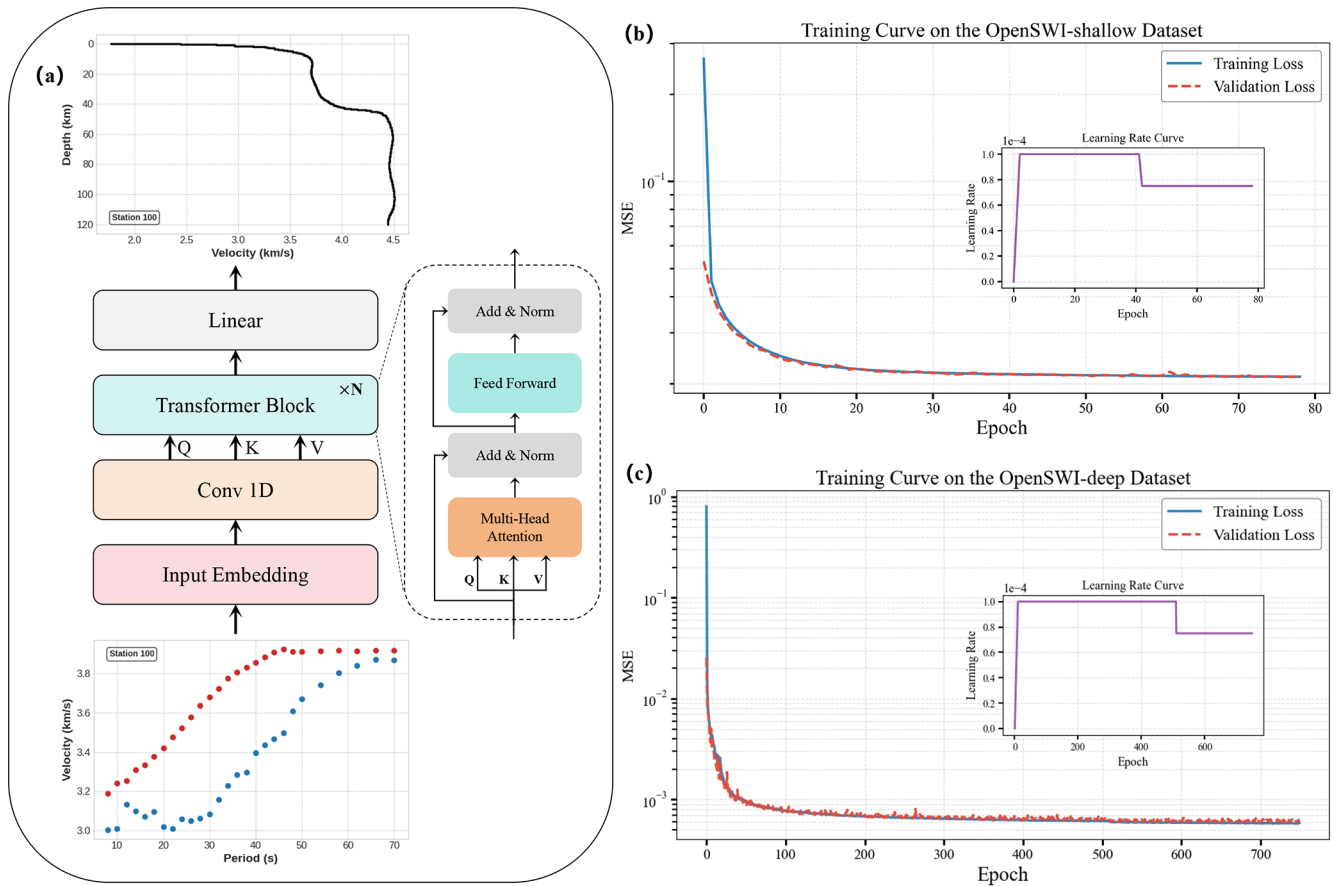 (a)
0
20
40
60
80
100
120
Depth (km)
Station 100
2.0 2.5 3.0 3.5 4.0 4.5
Velocity (km/s)
Linear
×N
Transformer Block
Q K V
Conv 1D
Input Embedding
Add & Norm
Feed Forward
Add & Norm
Multi-Head
Attention
Q K V
Station 100
3.8
3.6
3.4
3.2
3.0
Velocity (km/s)
10 20 30 40 50 60 70
Period (s)
(b)
Training Curve on the OpenSWI-shallow Dataset
Training Loss
Validation Loss
10⁻¹
MSE
Learning Rate Curve
1e−4
1.0
0.8
0.6
0.4
0.2
0.0
Learning Rate
0 20 40 60 80
Epoch
0 10 20 30 40 50 60 70 80
Epoch
(c)
Training Curve on the OpenSWI-deep Dataset
Training Loss
Validation Loss
10⁰
10⁻¹
10⁻²
10⁻³
MSE
Learning Rate Curve
1e−4
1.0
0.8
0.6
0.4
0.2
0.0
Learning Rate
0 200 400 600
Epoch
0 100 200 300 400 500 600 700
Epoch